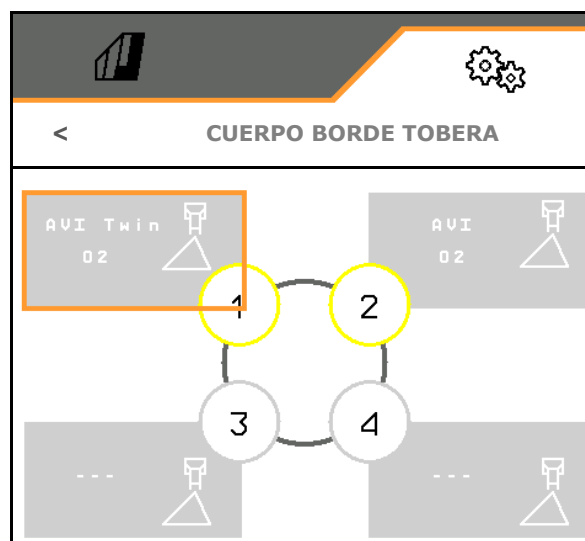 < CUERPO BORDE TOBERA
AVI Twin
02
AVI
02
1
2
3
4
---
---